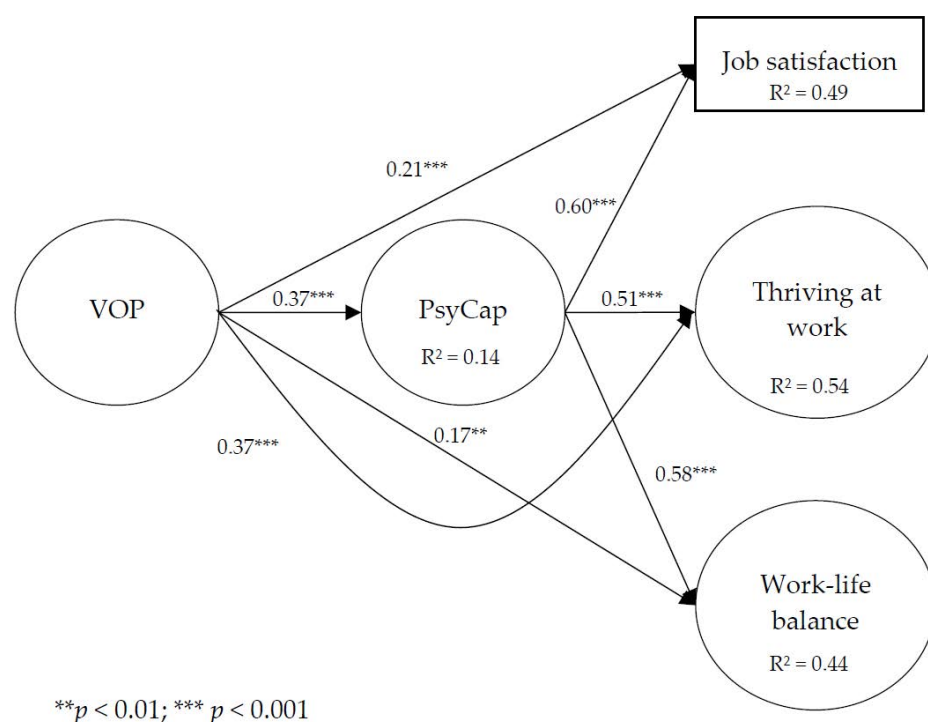 Job satisfaction
R² = 0.49
0.21***
0.60***
VOP
0.37***
PsyCap
R² = 0.14
0.51***
Thriving at
work
R² = 0.54
0.37***
0.17**
0.58***
Work-life
balance
R² = 0.44
**p < 0.01; *** p < 0.001